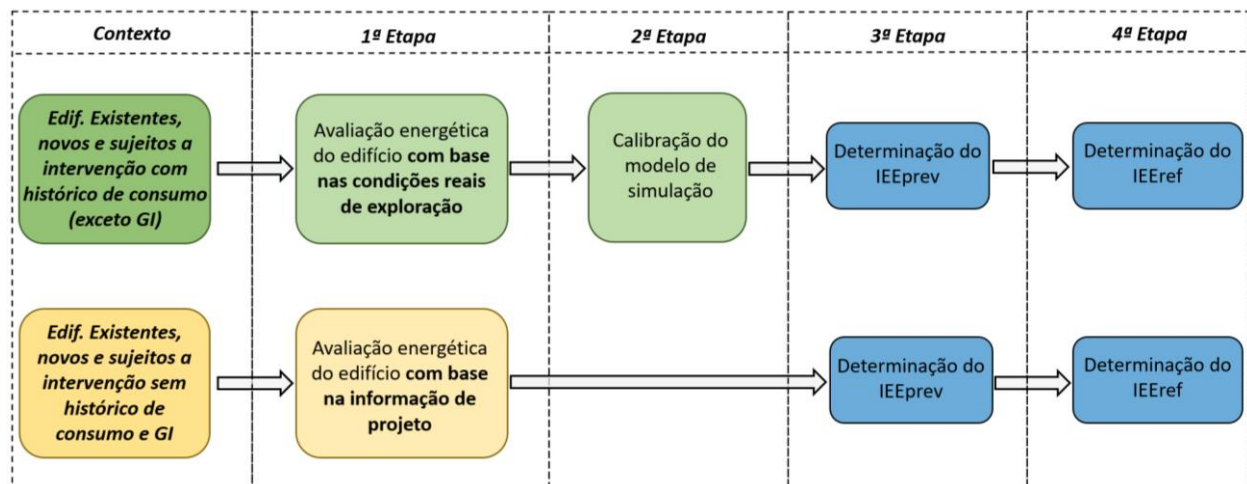 Contexto
1ª Etapa
2ª Etapa
3ª Etapa
4ª Etapa
Edif. Existentes,
novos e sujeitos a
intervenção com
histórico de consumo
(exceto GI)
Avaliação energética
do edifício com base
nas condições reais
de exploração
Calibração do
modelo de
simulação
Determinação do
IEEprev
Determinação do
IEEref
Edif. Existentes,
novos e sujeitos a
intervenção sem
histórico de
consumo e GI
Avaliação energética
do edifício com base
na informação de
projeto
Determinação do
IEEprev
Determinação do
IEEref